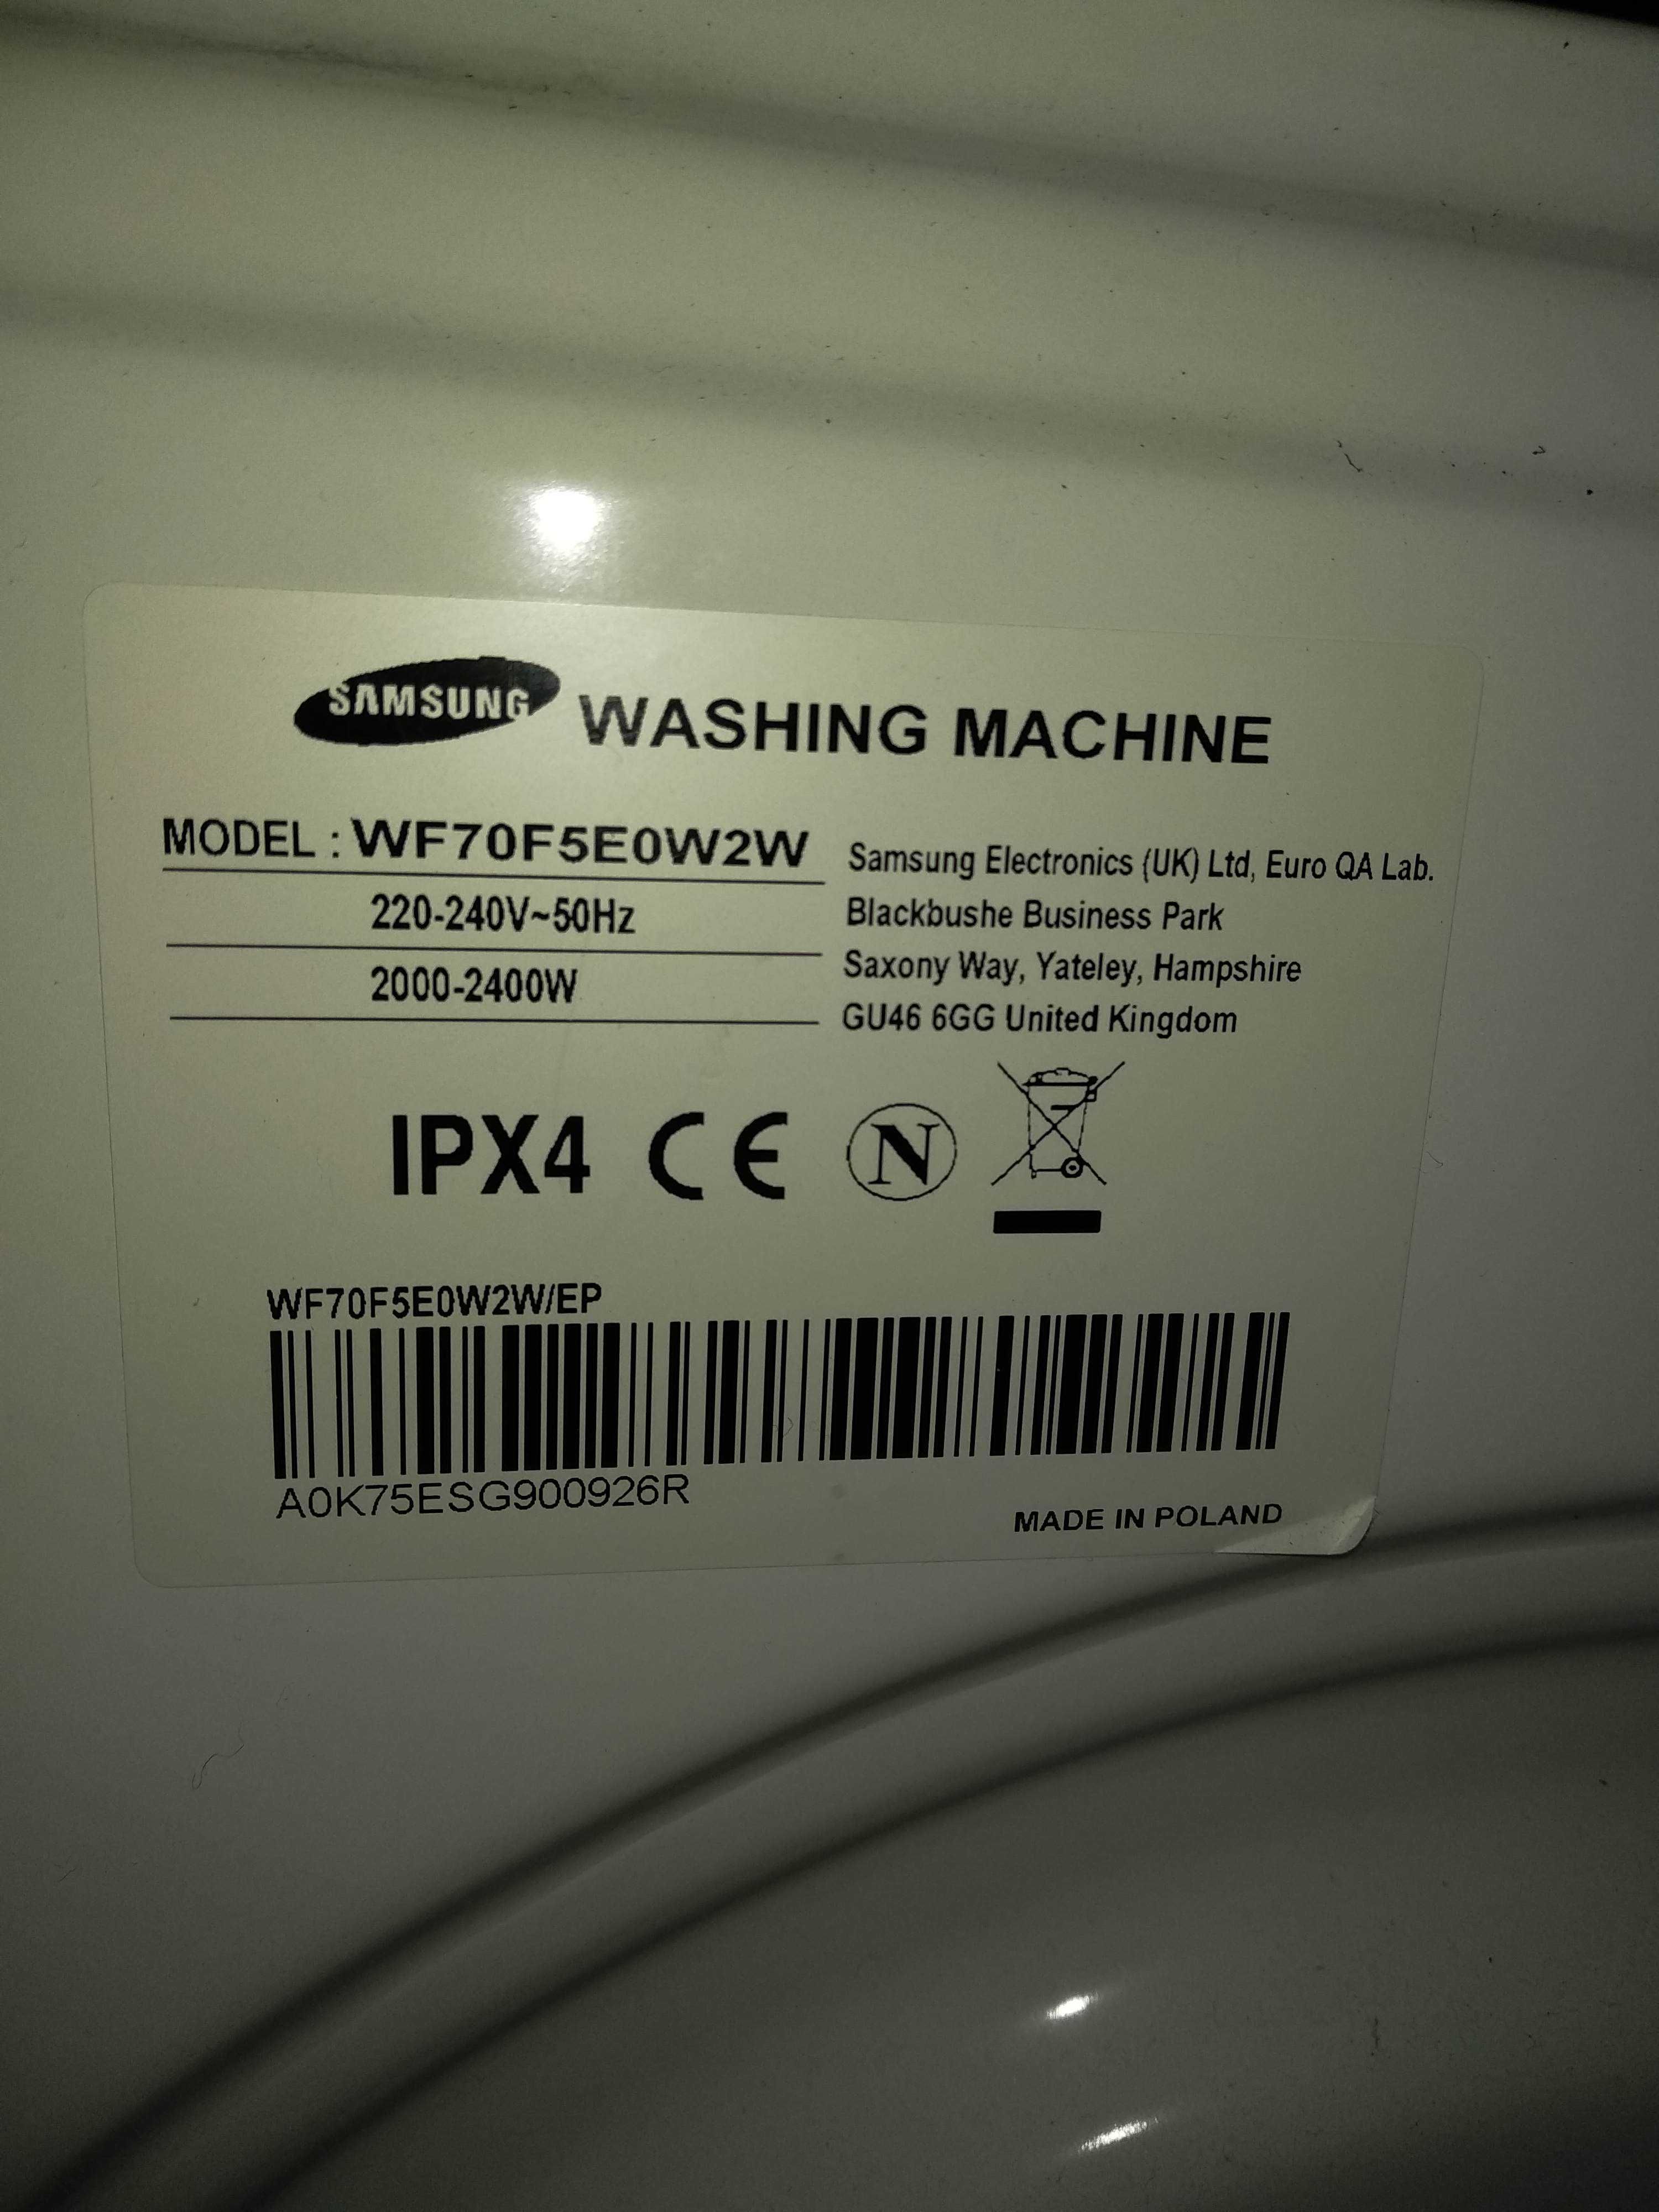 SAMSUNG WASHING MACHINE
MODEL : WF70F5E0W2W
220-240V~50Hz
2000-2400W
Samsung Electronics (UK) Ltd, Euro QA Lab.
Blackbushe Business Park
Saxony Way, Yateley, Hampshire
GU46 6GG United Kingdom
IPX4 CE N
WF70F5E0W2W/EP
A0K75ESG900926R
MADE IN POLAND